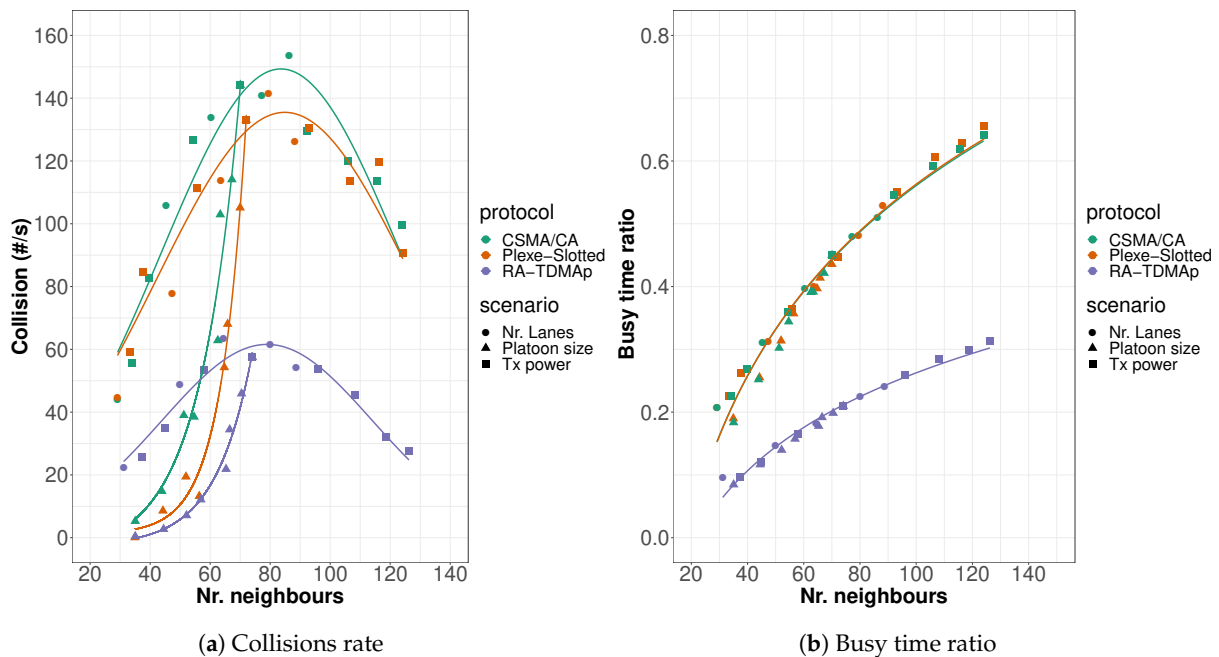 160
140
120
100
80
60
40
20
0
Collision (#/s)
20 40 60 80 100 120 140
Nr. neighbours
protocol
CSMA/CA
Plexe−Slotted
RA−TDMAp
scenario
Nr. Lanes
Platoon size
Tx power
(a) Collisions rate
0.8
0.6
0.4
0.2
0.0
Busy time ratio
20 40 60 80 100 120 140
Nr. neighbours
protocol
CSMA/CA
Plexe−Slotted
RA−TDMAp
scenario
Nr. Lanes
Platoon size
Tx power
(b) Busy time ratio